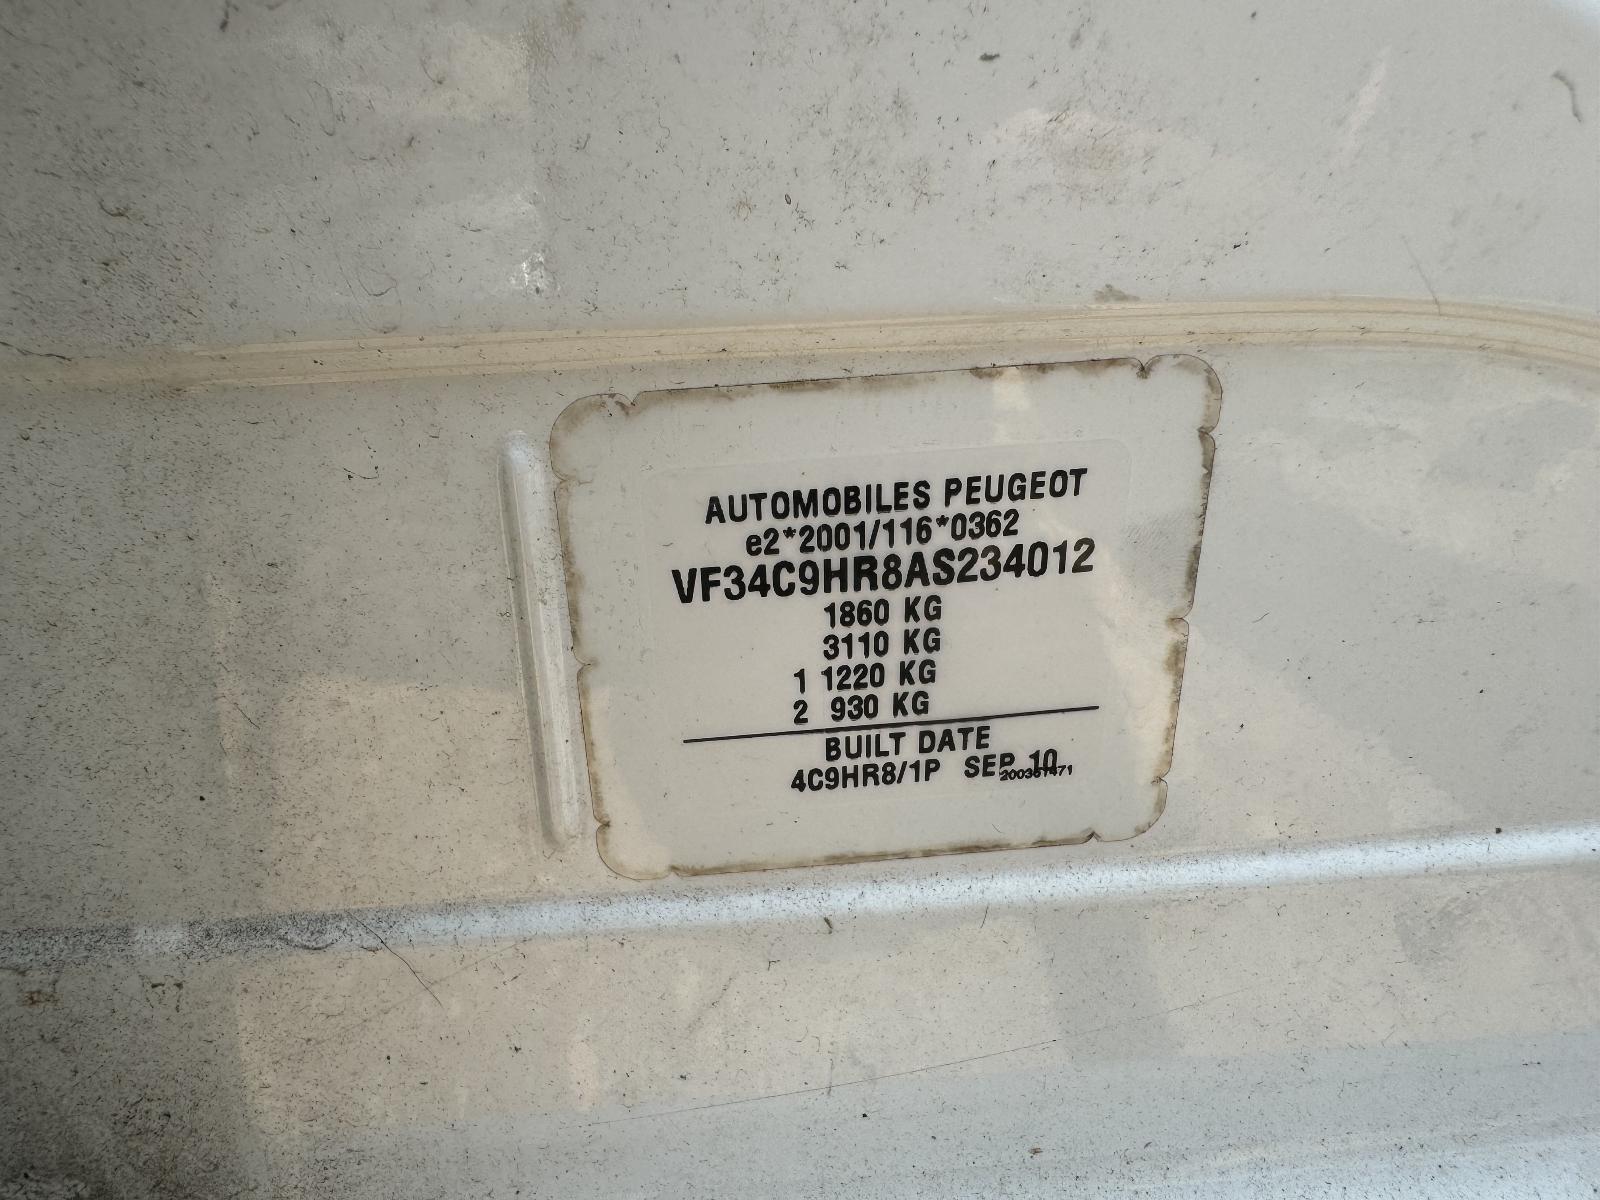 AUTOMOBILES PEUGEOT
e2*2001/116*0362
VF34C9HR8AS234012
1860 KG
3110 KG
1 1220 KG
2 930 KG
BUILT DATE
4C9HR8/1P SEP 10